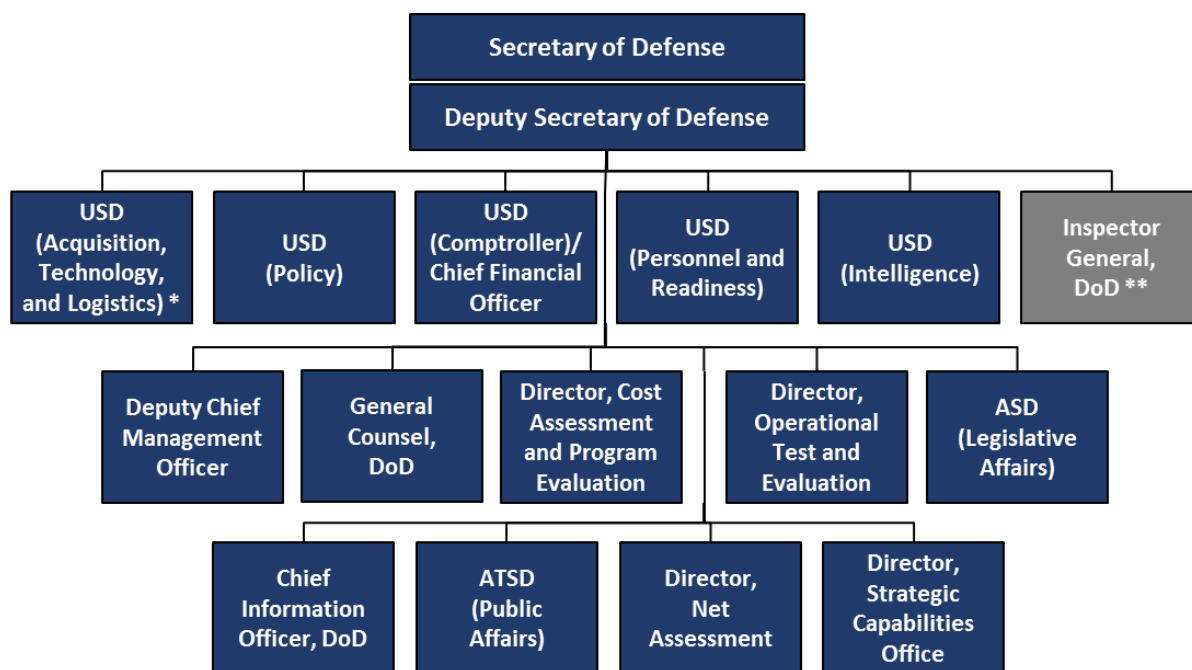 Secretary of Defense
Deputy Secretary of Defense
USD
(Acquisition,
Technology,
and Logistics) *
USD
(Policy)
USD
(Comptroller)/
Chief Financial
Officer
USD
(Personnel and
Readiness)
USD
(Intelligence)
Inspector
General,
DoD **
Deputy Chief
Management
Officer
General
Counsel,
DoD
Director, Cost
Assessment
and Program
Evaluation
Director,
Operational
Test and
Evaluation
ASD
(Legislative
Affairs)
Chief
Information
Officer, DoD
ATSD
(Public
Affairs)
Director,
Net
Assessment
Director,
Strategic
Capabilities
Office